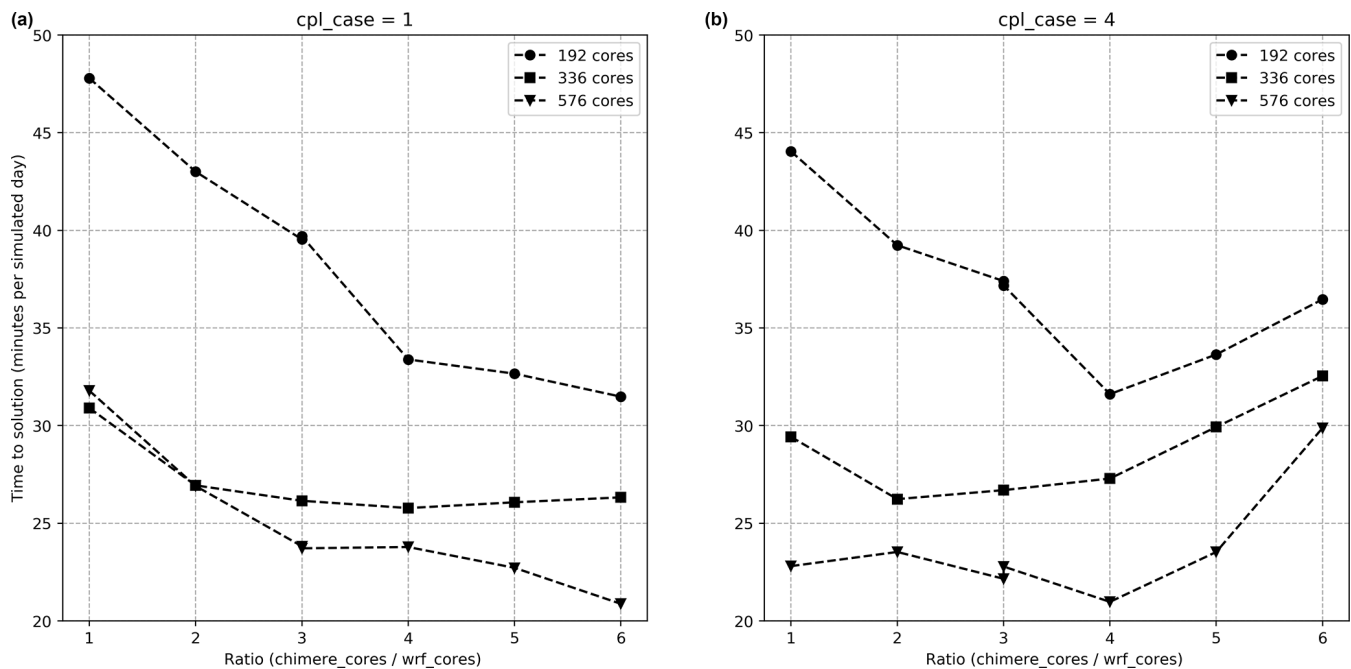 (a)
cpl_case = 1
50
45
40
35
30
25
20
Time to solution (minutes per simulated day)
192 cores
336 cores
576 cores
1 2 3 4 5 6
Ratio (chimere_cores / wrf_cores)
(b)
cpl_case = 4
50
45
40
35
30
25
20
192 cores
336 cores
576 cores
1 2 3 4 5 6
Ratio (chimere_cores / wrf_cores)